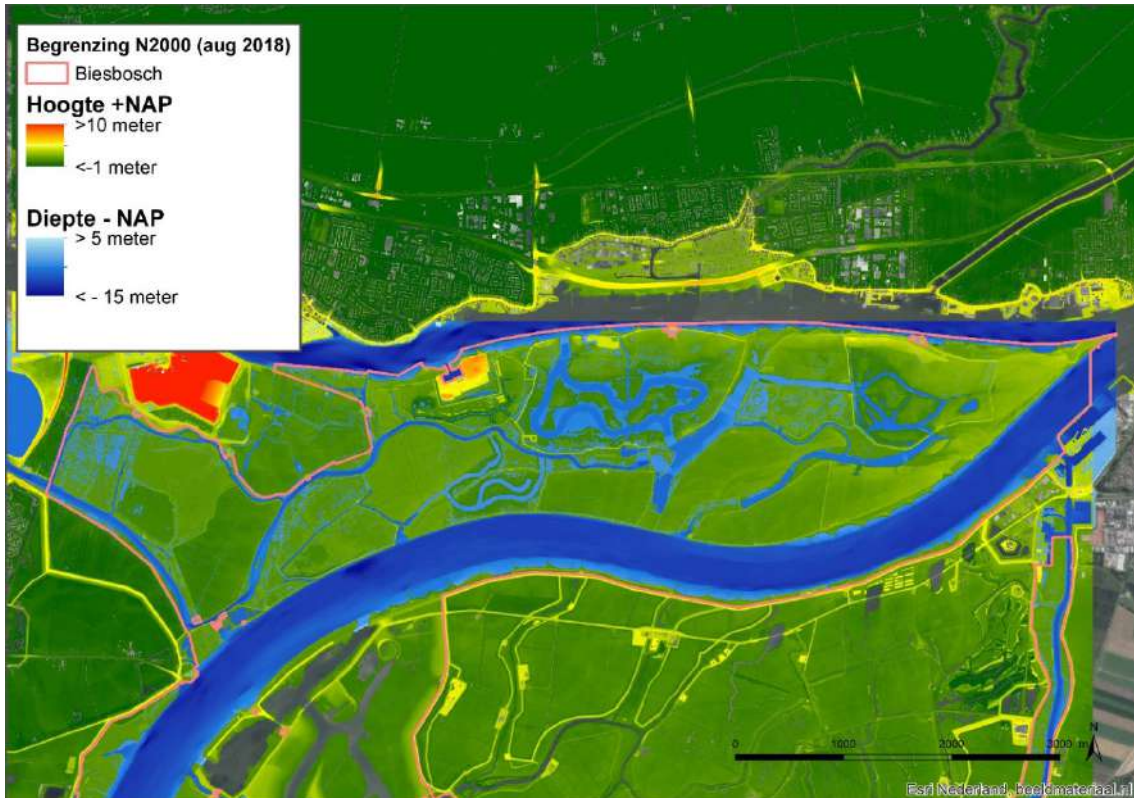 Begrenzing N2000 (aug 2018)
Biesbosch
Hoogte +NAP
>10 meter
<-1 meter
Diepte - NAP
> 5 meter
< - 15 meter
N
0 1000 2000 3000 m
Esri Nederland, beeldmateriaal.nl